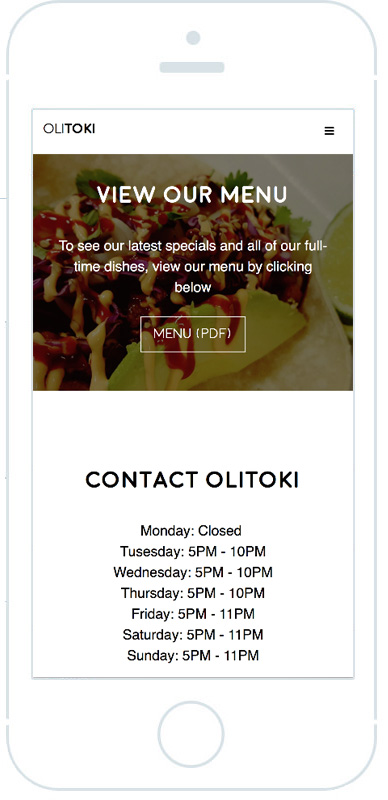 OLITOKI
VIEW OUR MENU
To see our latest specials and all of our full-
time dishes, view our menu by clicking
below
MENU (PDF)
CONTACT OLITOKI
Monday: Closed
Tusesday: 5PM - 10PM
Wednesday: 5PM - 10PM
Thursday: 5PM - 10PM
Friday: 5PM - 11PM
Saturday: 5PM - 11PM
Sunday: 5PM - 11PM